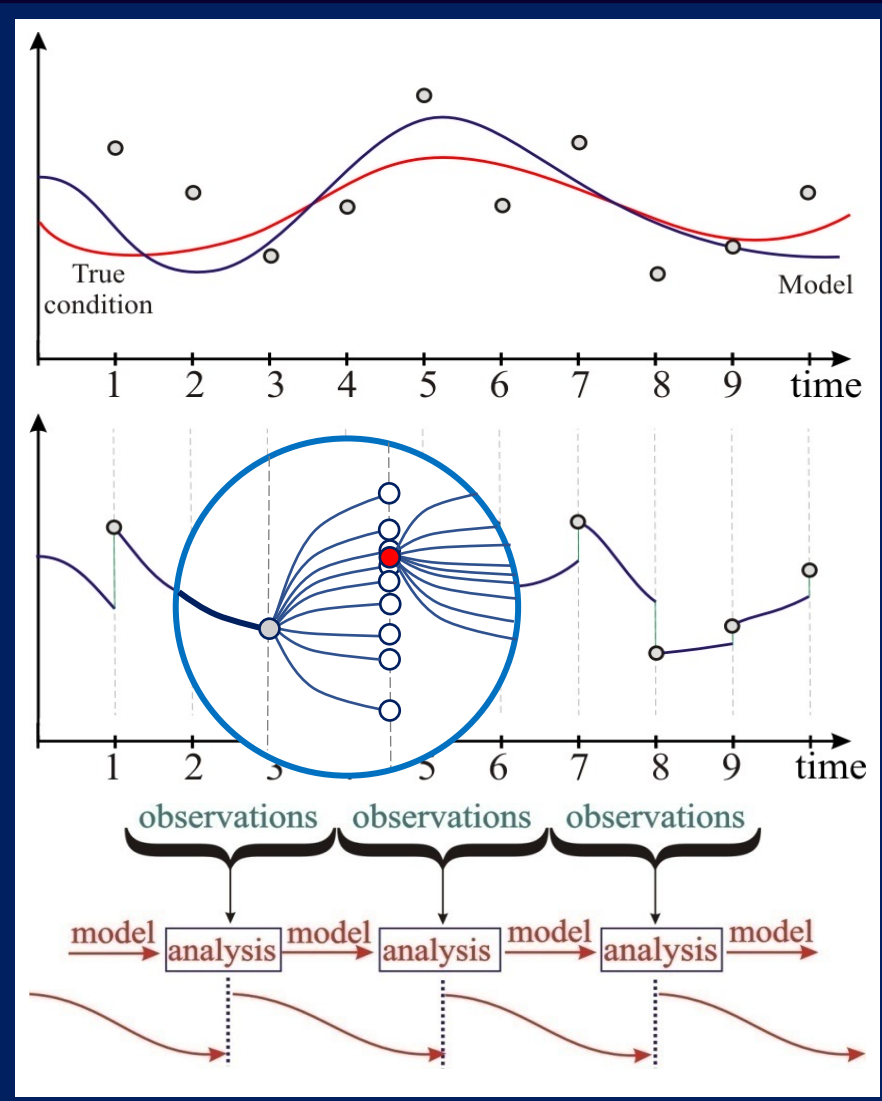 True
condition
Model
1 2 3 4 5 6 7 8 9 time
1 2 3 5 6 7 8 9 time
observations observations observations
model analysis model analysis model analysis model